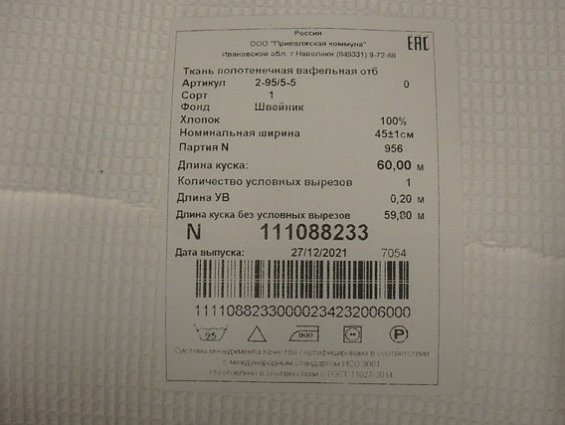 Россия
ООО "Приволжская коммуна"
Ивановской обл. г.Наволоки (849331) 9-72-68
EAC
Ткань полотенечная вафельная отб
Артикул 2-95/5-5 0
Сорт 1
Фонд Швейник
Хлопок 100%
Номинальная ширина 45±1см
Партия N 956
Длина куска: 60,00 м
Количество условных вырезов 1
Длина УВ 0,20 м
Длина куска без условных вырезов 59,80 м
N 111088233
Дата выпуска: 27/12/2021 7054
11110882330000234232006000
95
P
Система менеджмента качества сертифицирована в соответствии
с международным стандартом ИСО 9001
Изготовлено в соответствии с ГОСТ 11027-2014